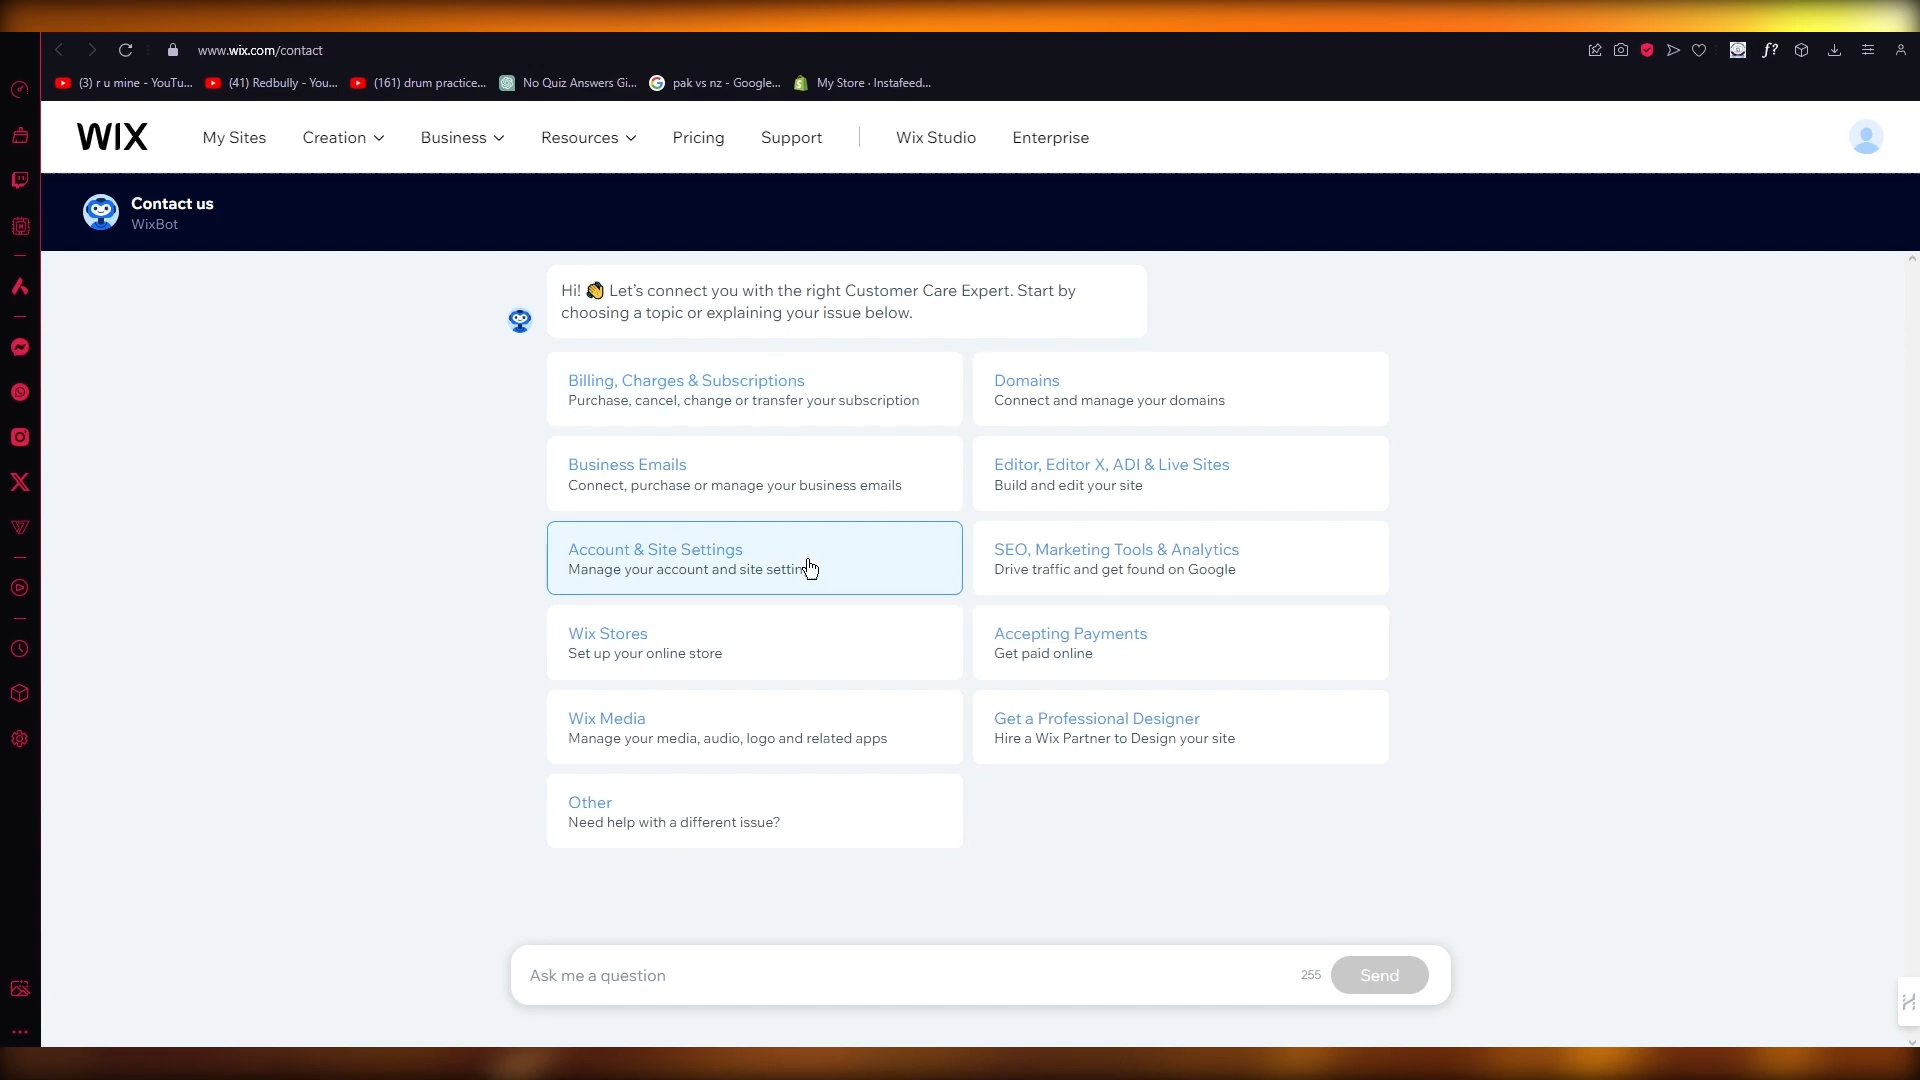 www.wix.com/contact
(3) r u mine - YouTu...
(41) Redbully - You...
(161) drum practice...
No Quiz Answers Gi...
pak vs nz - Google...
My Store · Instafeed...
WIX
My Sites
Creation
Business
Resources
Pricing
Support
Wix Studio
Enterprise
Contact us
WixBot
Hi! 👋 Let's connect you with the right Customer Care Expert. Start by
choosing a topic or explaining your issue below.
Billing, Charges & Subscriptions
Purchase, cancel, change or transfer your subscription
Domains
Connect and manage your domains
Business Emails
Connect, purchase or manage your business emails
Editor, Editor X, ADI & Live Sites
Build and edit your site
Account & Site Settings
Manage your account and site settin
SEO, Marketing Tools & Analytics
Drive traffic and get found on Google
Wix Stores
Set up your online store
Accepting Payments
Get paid online
Wix Media
Manage your media, audio, logo and related apps
Get a Professional Designer
Hire a Wix Partner to Design your site
Other
Need help with a different issue?
Ask me a question
255
Send